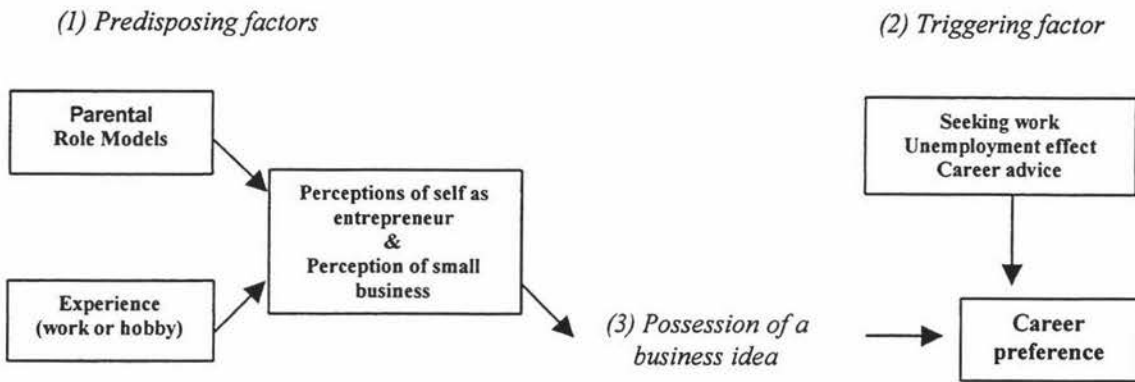 (1) Predisposing factors
(2) Triggering factor
Parental
Role Models
Seeking work
Unemployment effect
Career advice
Perceptions of self as
entrepreneur
&
Perception of small
business
Experience
(work or hobby)
(3) Possession of a
business idea
Career
preference